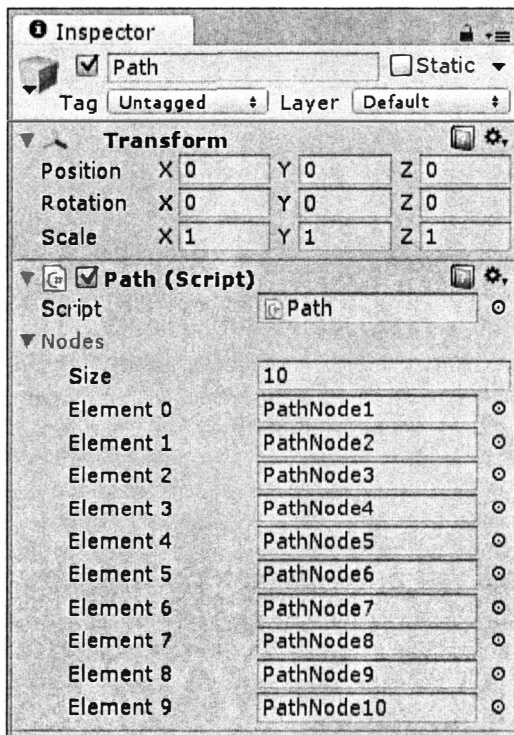 Inspector
Path Static
Tag Untagged Layer Default
Transform
Position X 0 Y 0 Z 0
Rotation X 0 Y 0 Z 0
Scale X 1 Y 1 Z 1
C# Path (Script)
Script Path
Nodes
Size 10
Element 0 PathNode1
Element 1 PathNode2
Element 2 PathNode3
Element 3 PathNode4
Element 4 PathNode5
Element 5 PathNode6
Element 6 PathNode7
Element 7 PathNode8
Element 8 PathNode9
Element 9 PathNode10